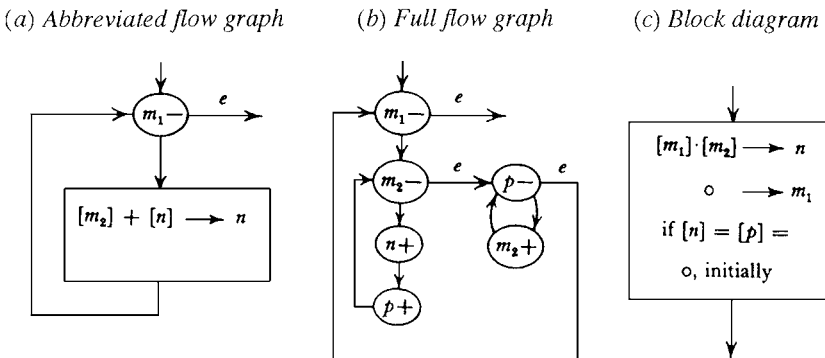 (a) Abbreviated flow graph
(b) Full flow graph
(c) Block diagram
m₁− e
[m₂] + [n] ⟶ n
m₁− e
m₂− e p− e
n+ m₂+
p+
[m₁]·[m₂] ⟶ n
o ⟶ m₁
if [n] = [p] =
o, initially